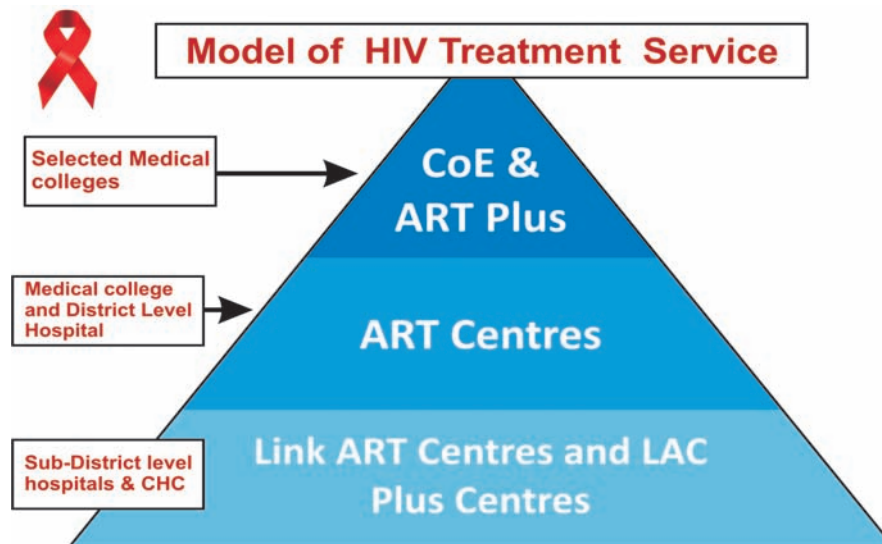 Model of HIV Treatment Service
Selected Medical
colleges
CoE &
ART Plus
Medical college
and District Level
Hospital
ART Centres
Sub-District level
hospitals & CHC
Link ART Centres and LAC
Plus Centres